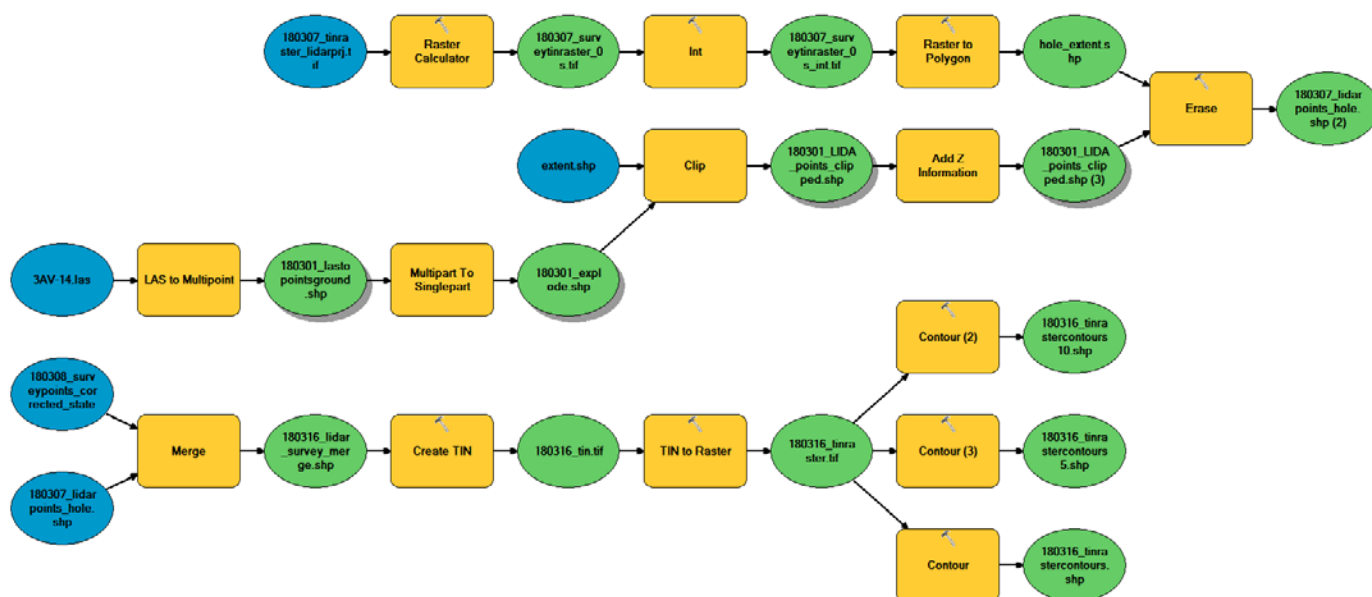 180307_tinra
ster_lidarprj.t
if
Raster
Calculator
180307_surv
eytinraster_0
s.tif
Int
180307_surv
eytinraster_0
s_int.tif
Raster to
Polygon
hole_extent.s
hp
Erase
180307_lidar
points_hole.
shp (2)
extent.shp
Clip
180301_LIDA
_points_clip
ped.shp
Add Z
Information
180301_LIDA
_points_clip
ped.shp (3)
3AV-14.las
LAS to Multipoint
180301_lasto
pointsground
.shp
Multipart To
Singlepart
180301_expl
ode.shp
Contour (2)
180316_tinra
stercontours
10.shp
180308_surv
eypoints_cor
rected_state
Merge
180316_lidar
_survey_mer
ge.shp
Create TIN
180316_tin.tif
TIN to Raster
180316_tinra
ster.tif
Contour (3)
180316_tinra
stercontours
5.shp
180307_lidar
points_hole.
shp
Contour
180316_tinra
stercontours.
shp